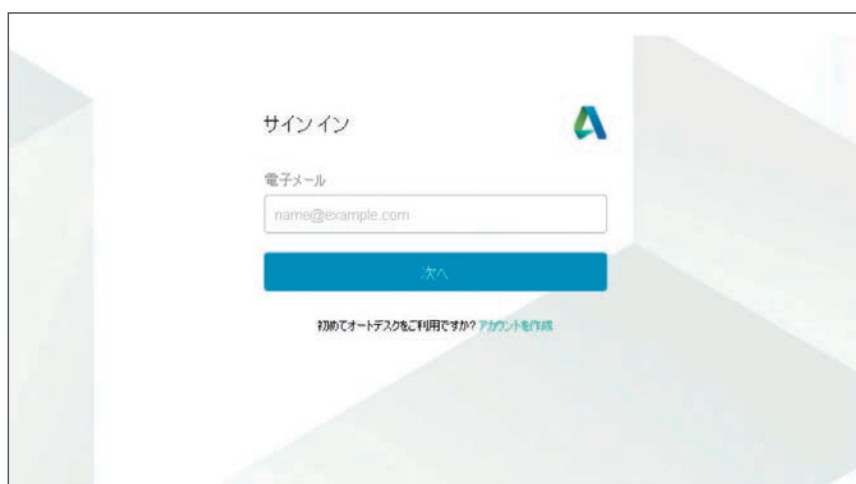 サインイン
電子メール
name@example.com
次へ
初めてオートデスクをご利用ですか? アカウントを作成